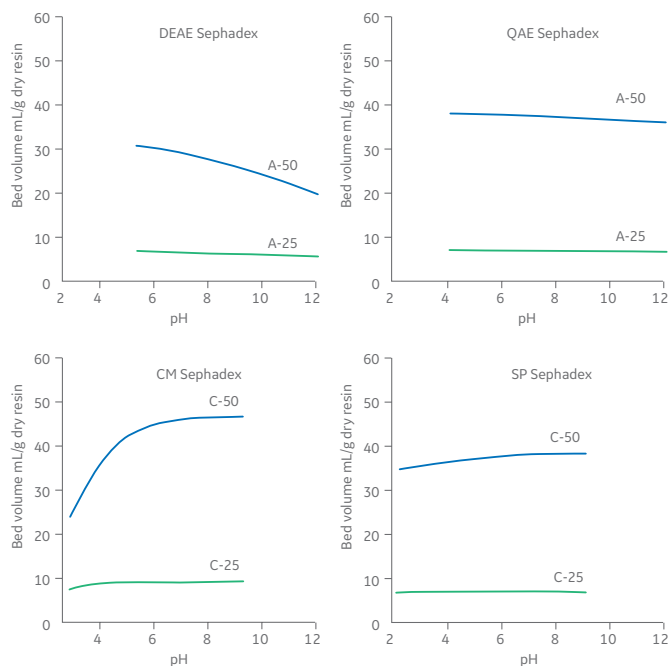 DEAE Sephadex
Bed volume mL/g dry resin
60
50
40
30
20
10
0
A-50
A-25
2 4 6 8 10 12
pH
QAE Sephadex
Bed volume mL/g dry resin
60
50
40
30
20
10
0
A-50
A-25
2 4 6 8 10 12
pH
CM Sephadex
Bed volume mL/g dry resin
60
50
40
30
20
10
0
C-50
C-25
2 4 6 8 10 12
pH
SP Sephadex
Bed volume mL/g dry resin
60
50
40
30
20
10
0
C-50
C-25
2 4 6 8 10 12
pH